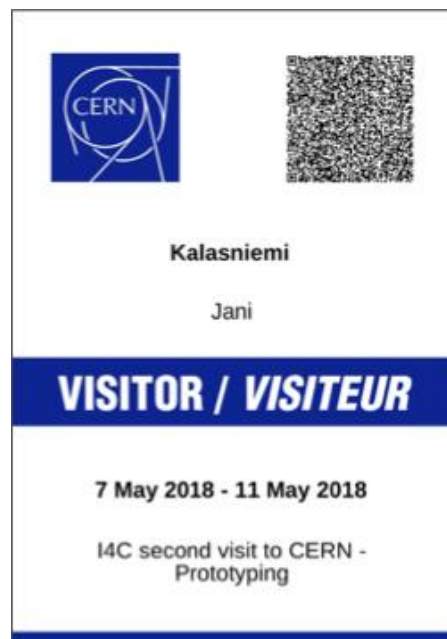 CERN
Kalasniemi
Jani
VISITOR / VISITEUR
7 May 2018 - 11 May 2018
I4C second visit to CERN -
Prototyping